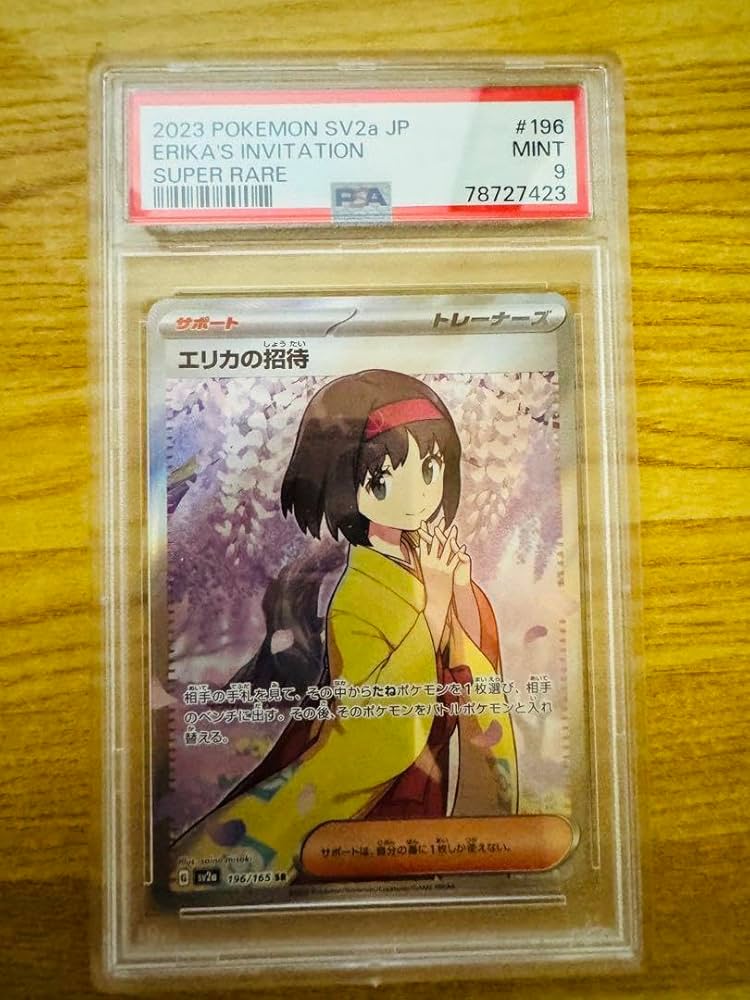 2023 POKEMON SV2a JP #196
ERIKA'S INVITATION MINT
SUPER RARE 9
PSA 78727423
サポート トレーナーズ
しょうたい
エリカの招待
相手の手札を見て、その中からたねポケモンを1枚選び、相手
のベンチに出す。その後、そのポケモンをバトルポケモンと入れ
替える。
サポートは、自分の番に1枚しか使えない。
illus. saino misaki
G sv2a 196/165 SR